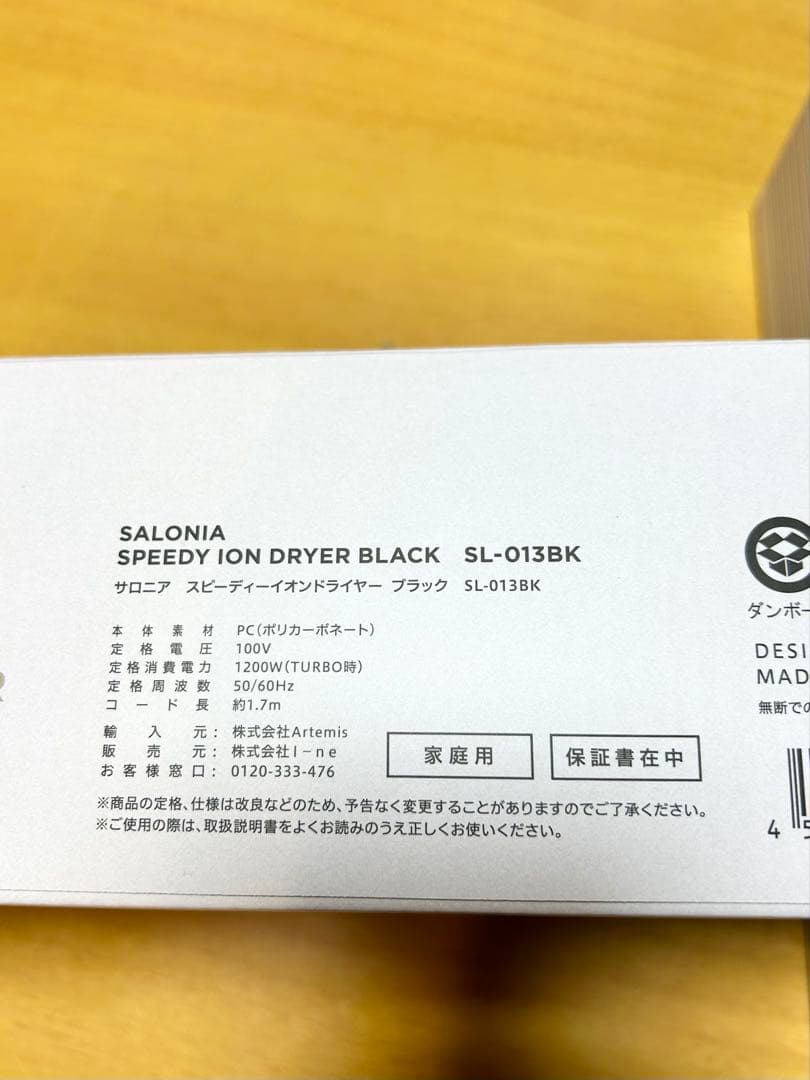 SALONIA
SPEEDY ION DRYER BLACK SL-013BK
サロニア スピーディーイオンドライヤー ブラック SL-013BK
本体素材 PC(ポリカーボネート)
定格電圧 100V
定格消費電力 1200W(TURBO時)
定格周波数 50/60Hz
コード長 約1.7m
輸入元: 株式会社Artemis
販売元: 株式会社I-ne
お客様窓口: 0120-333-476
家庭用
保証書在中
※商品の定格、仕様は改良などのため、予告なく変更することがありますのでご了承ください。
※ご使用の際は、取扱説明書をよくお読みのうえ正しくお使いください。
ダンボー
DESI
MAD
無断での
4